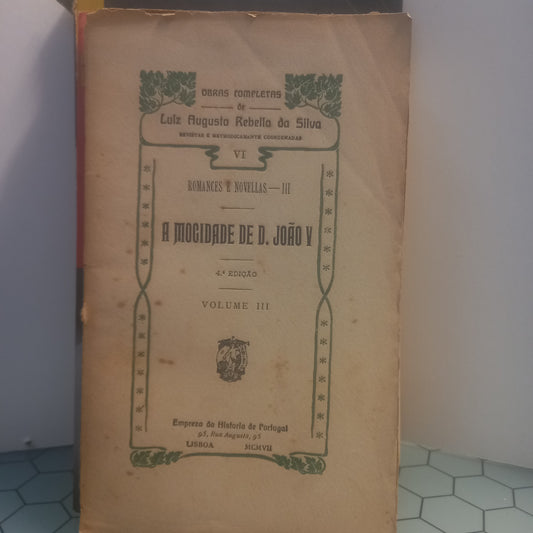 OBRAS COMPLETAS
de
Luiz Augusto Rebello da Silva
REVISTAS E METHODICAMENTE COORDENADAS
VI
ROMANCES E NOVELLAS—III
A MOCIDADE DE D. JOÃO V
4.ª EDIÇÃO
VOLUME III
Empreza da Historia de Portugal
95, Rua Augusta, 95
LISBOA MCMVII